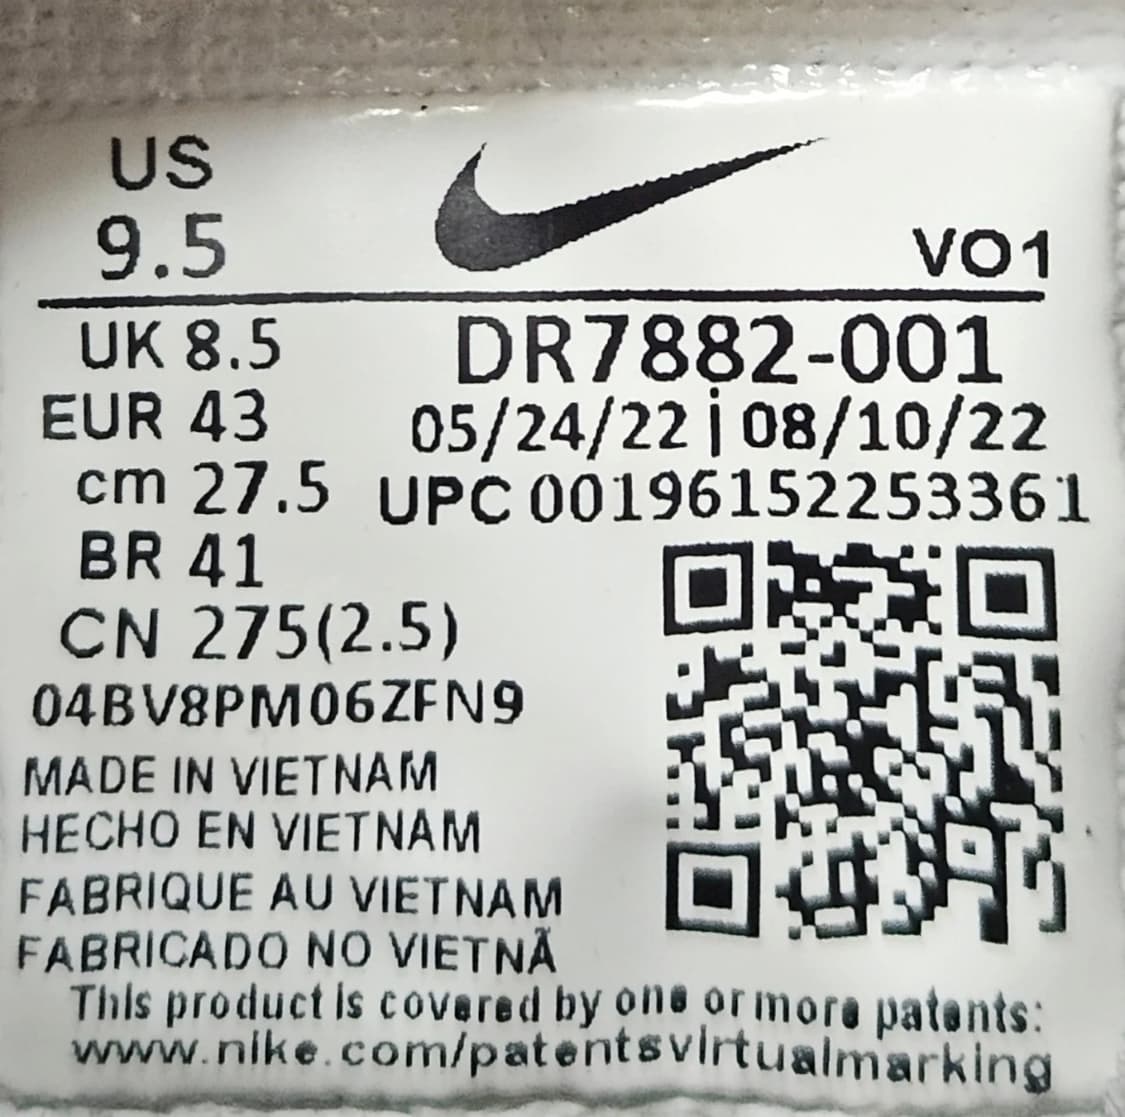 US
9.5
VO1
UK 8.5
DR7882-001
EUR 43
05/24/22 | 08/10/22
cm 27.5
UPC 00196152253361
BR 41
CN 275(2.5)
04BV8PM06ZFN9
MADE IN VIETNAM
HECHO EN VIETNAM
FABRIQUE AU VIETNAM
FABRICADO NO VIETNÃ
This product is covered by one or more patents:
www.nike.com/patentsvirtualmarking